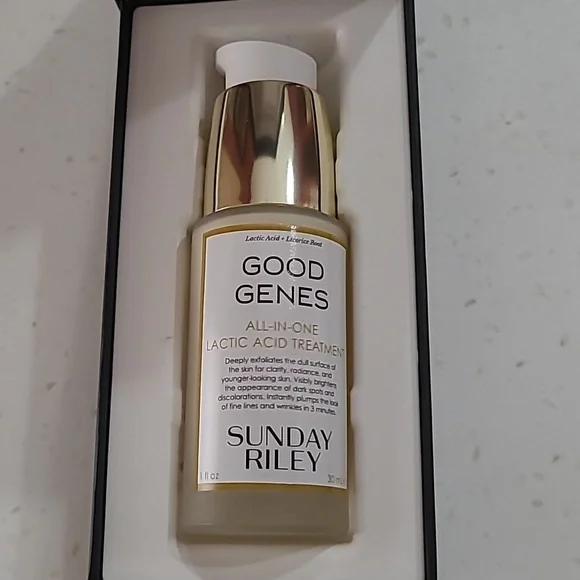 Lactic Acid + Licorice Root
GOOD
GENES
ALL-IN-ONE
LACTIC ACID TREATMENT
Deeply exfoliates the dull surface of
the skin for clarity, radiance, and
younger-looking skin. Visibly brightens
the appearance of dark spots and
discolorations. Instantly plumps the look
of fine lines and wrinkles in 3 minutes.
SUNDAY
RILEY
1 fl oz 30 ml